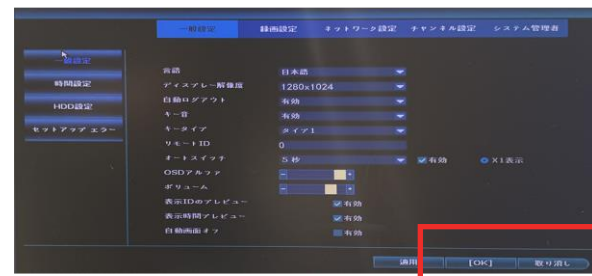 一般設定 録画設定 ネットワーク設定 チャンネル設定 システム管理者
一般設定
時間設定
HDD設定
セットアップ エラー
言語 日本語
ディスプレー解像度 1280x1024
自動ログアウト 有効
キー音 有効
キータイプ タイプ1
リモートID 0
オートスイッチ 5 秒 有効 X1表示
OSDアルファ - +
ボリューム - +
表示IDのプレビュー 有効
表示時間プレビュー 有効
自動画面オフ 有効
適用 [OK] 取り消し